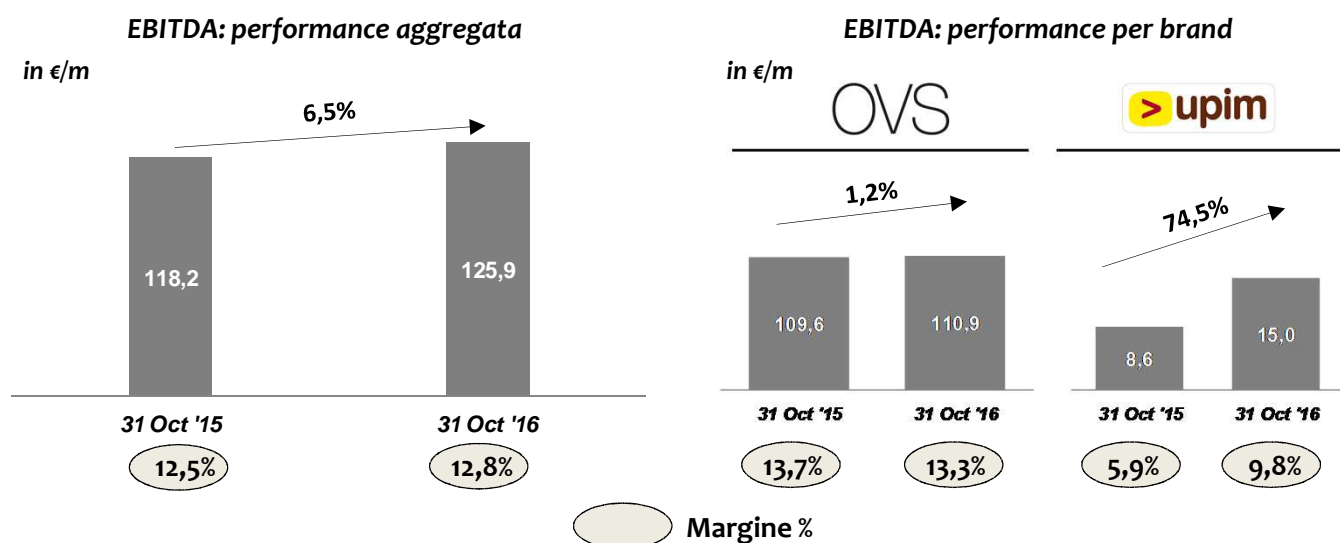 EBITDA: performance aggregata
in €/m
6,5%
118,2
125,9
31 Oct '15
31 Oct '16
12,5%
12,8%
EBITDA: performance per brand
in €/m
OVS
> upim
1,2%
74,5%
109,6
110,9
8,6
15,0
31 Oct '15
31 Oct '16
31 Oct '15
31 Oct '16
13,7%
13,3%
5,9%
9,8%
Margine %